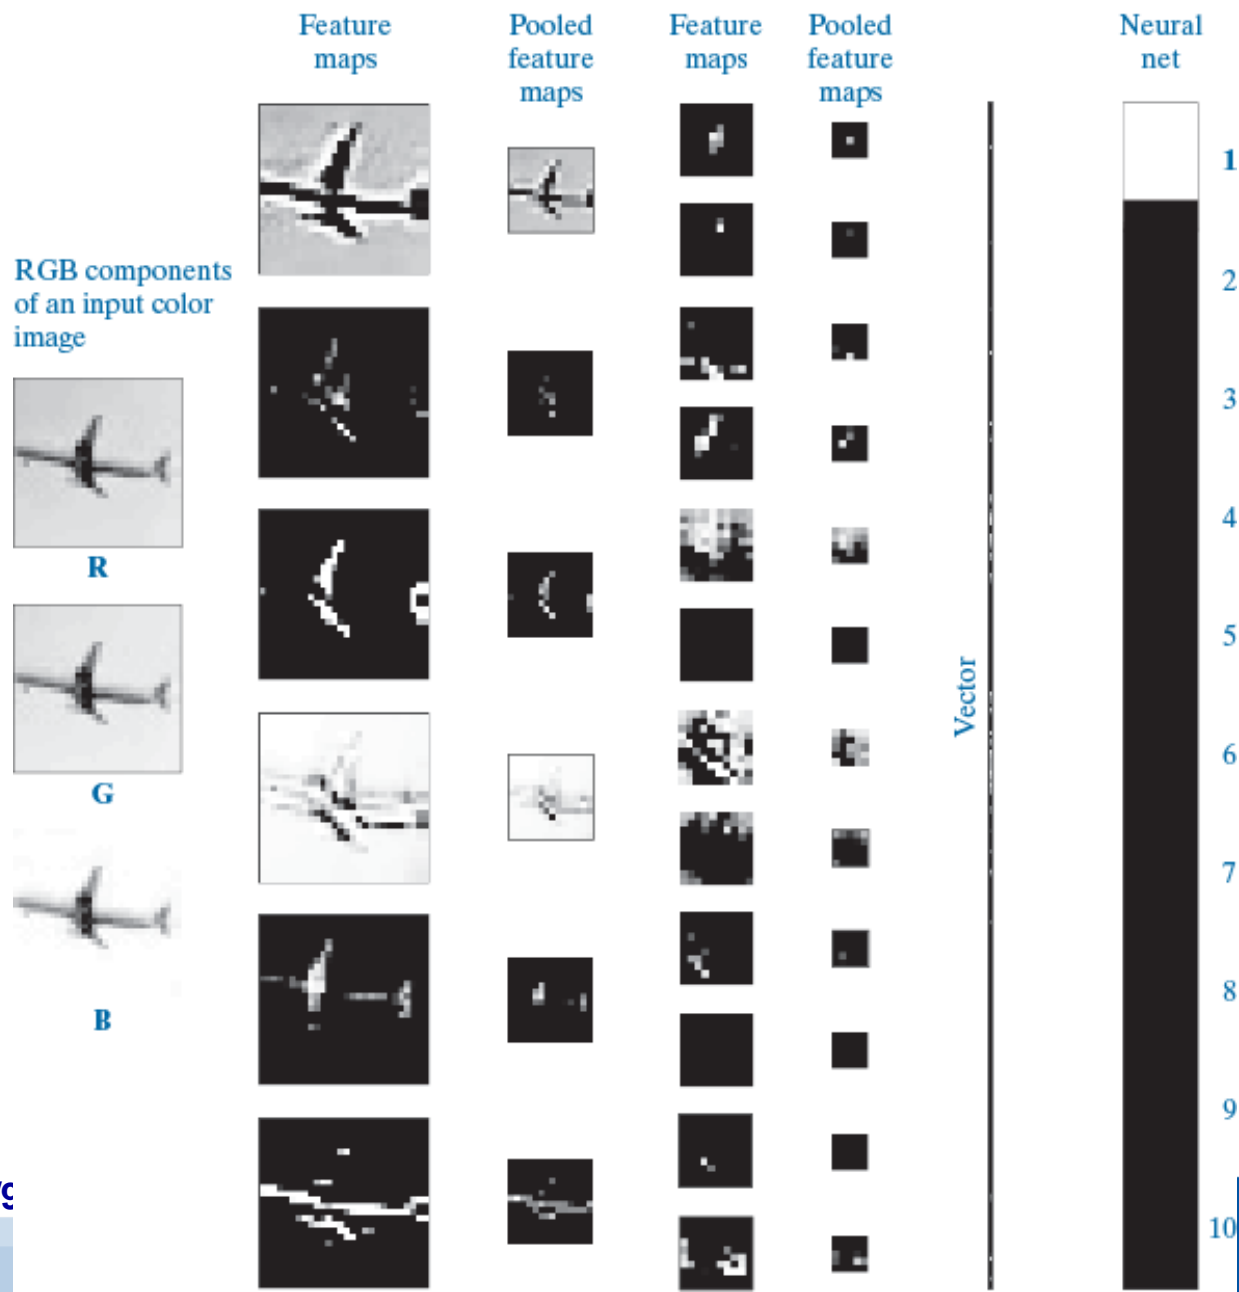 Feature
maps
Pooled
feature
maps
Feature
maps
Pooled
feature
maps
Neural
net
RGB components
of an input color
image
R
G
B
Vector
1
2
3
4
5
6
7
8
9
10